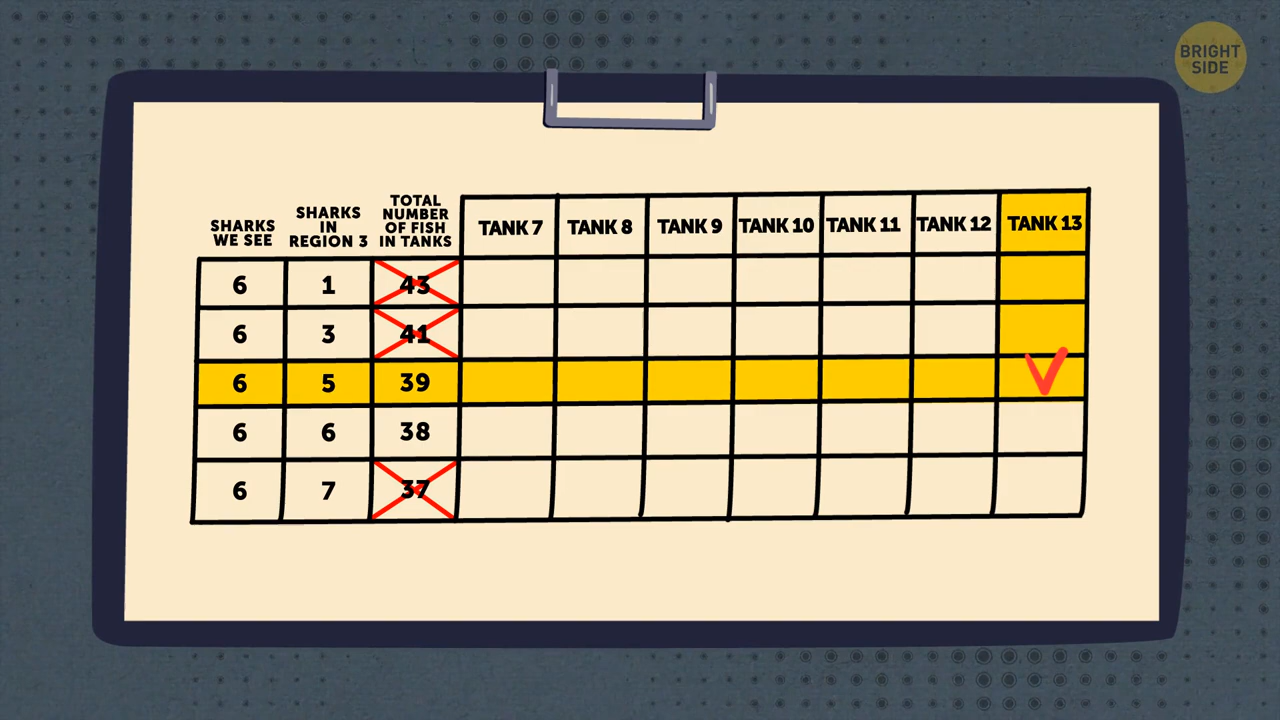 BRIGHT
SIDE
SHARKS
WE SEE
SHARKS
IN
REGION 3
TOTAL
NUMBER
OF FISH
IN TANKS
TANK 7
TANK 8
TANK 9
TANK 10
TANK 11
TANK 12
TANK 13
6 1 43
6 3 41
6 5 39
6 6 38
6 7 37